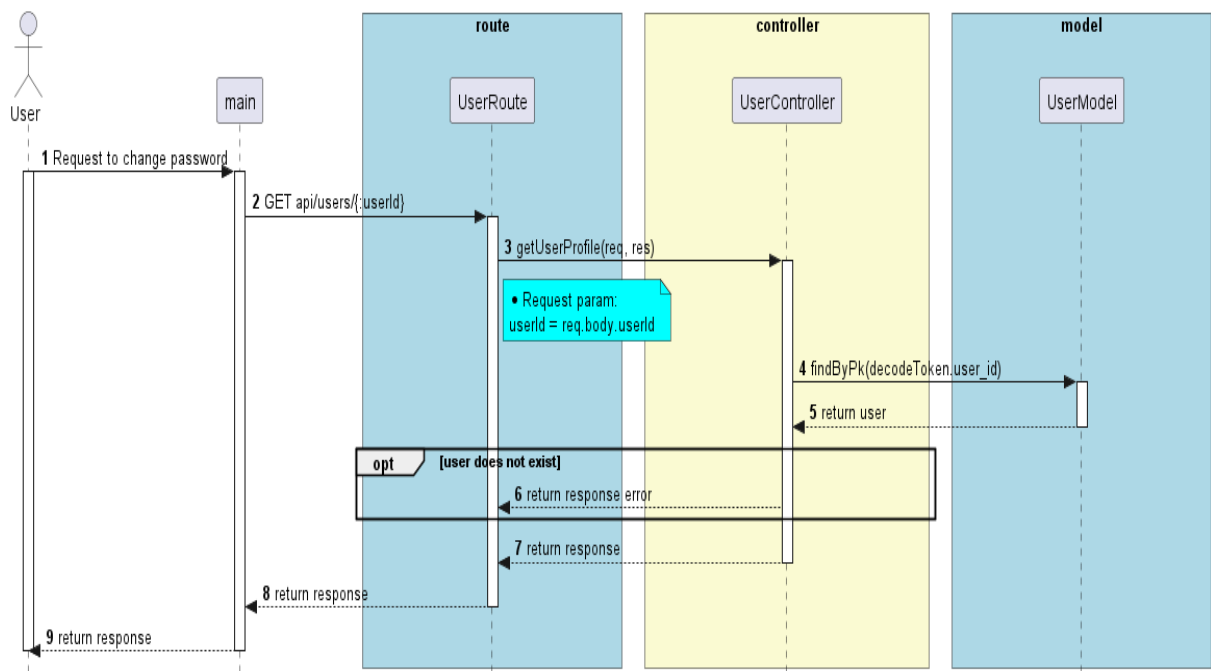 route
controller
model
User
main
UserRoute
UserController
UserModel
1 Request to change password
2 GET api/users/{:userId}
3 getUserProfile(req, res)
• Request param:
userId = req.body.userId
4 findByPk(decodeToken.user_id)
5 return user
opt [user does not exist]
6 return response error
7 return response
8 return response
9 return response